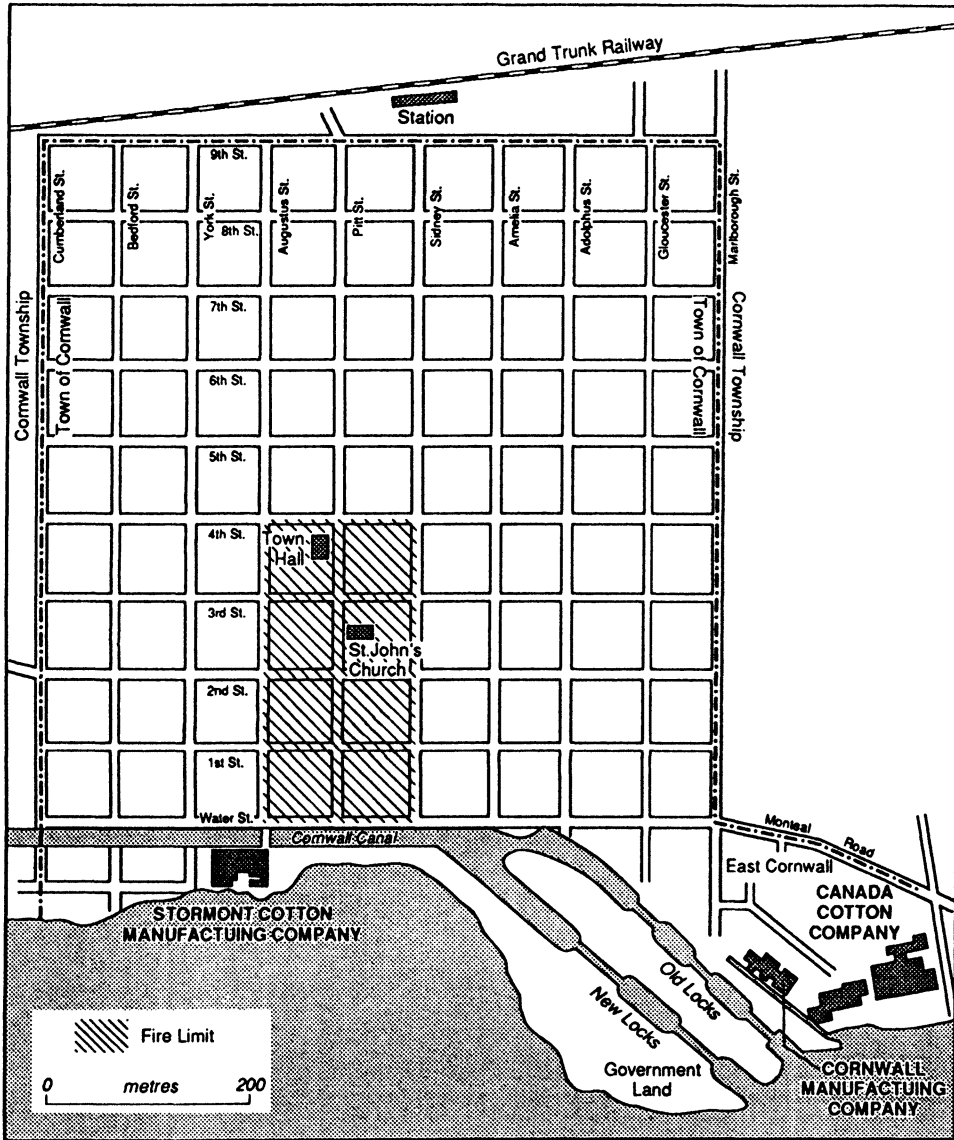 Grand Trunk Railway
Station
9th St.
Cumberland St.
Bedford St.
York St.
Augustus St.
Pitt St.
Sidney St.
Amelia St.
Adolphus St.
Gloucester St.
Marlborough St.
8th St.
Cornwall Township
Town of Cornwall
7th St.
Town of Cornwall
Cornwall Township
6th St.
5th St.
4th St.
Town
Hall
3rd St.
St. John's
Church
2nd St.
1st St.
Water St.
Cornwall Canal
Montreal Road
East Cornwall
CANADA
COTTON
COMPANY
STORMONT COTTON
MANUFACTUING COMPANY
Old Locks
New Locks
Government
Land
CORNWALL
MANUFACTUING
COMPANY
Fire Limit
0 metres 200